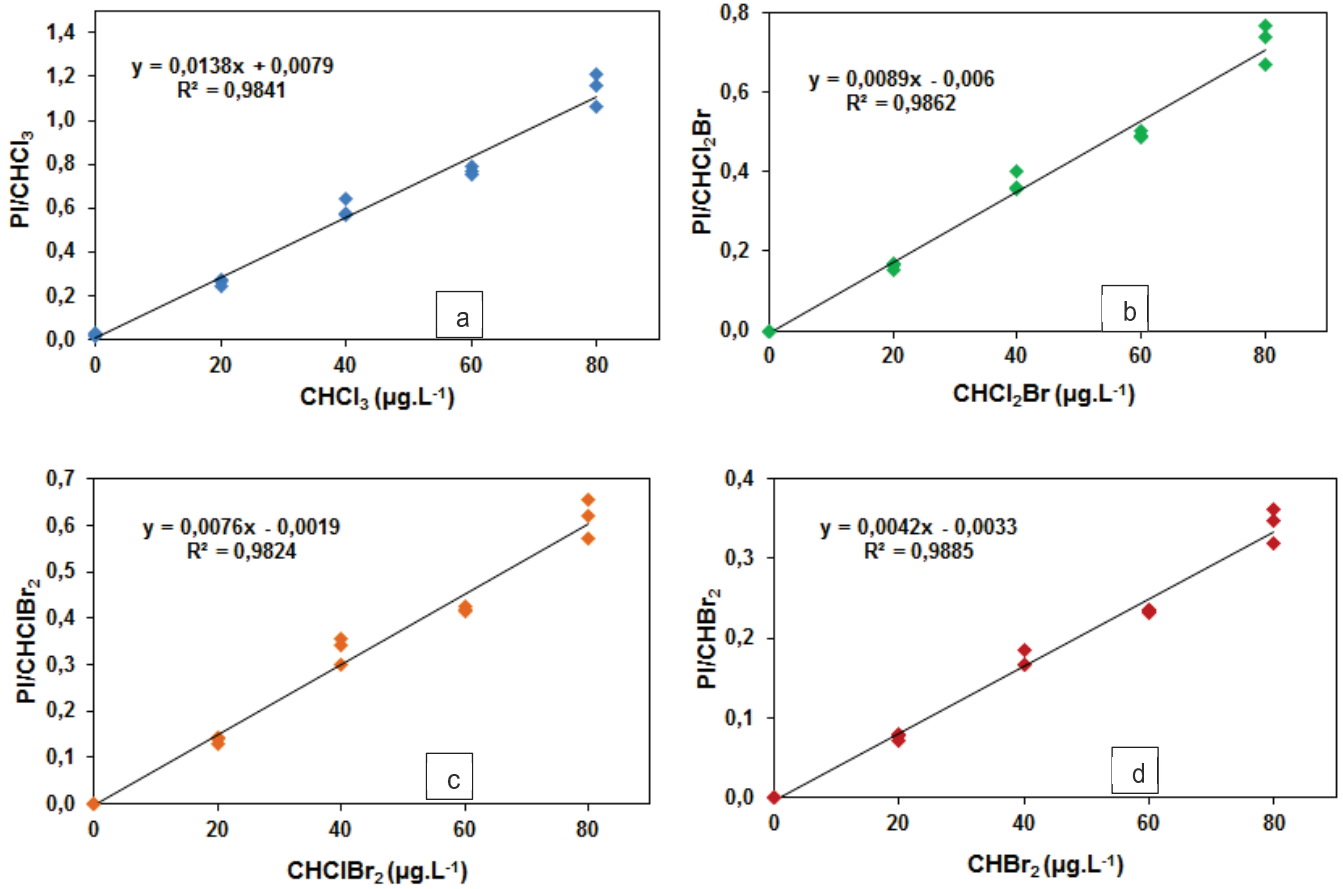 PI/CHCl₃
1,4
1,2
1,0
0,8
0,6
0,4
0,2
0,0
y = 0,0138x + 0,0079
R² = 0,9841
a
0 20 40 60 80
CHCl₃ (µg.L⁻¹)
PI/CHCl₂Br
0,8
0,6
0,4
0,2
0,0
y = 0,0089x - 0,006
R² = 0,9862
b
0 20 40 60 80
CHCl₂Br (µg.L⁻¹)
PI/CHClBr₂
0,7
0,6
0,5
0,4
0,3
0,2
0,1
0,0
y = 0,0076x - 0,0019
R² = 0,9824
c
0 20 40 60 80
CHClBr₂ (µg.L⁻¹)
PI/CHBr₂
0,4
0,3
0,2
0,1
0,0
y = 0,0042x - 0,0033
R² = 0,9885
d
0 20 40 60 80
CHBr₂ (µg.L⁻¹)